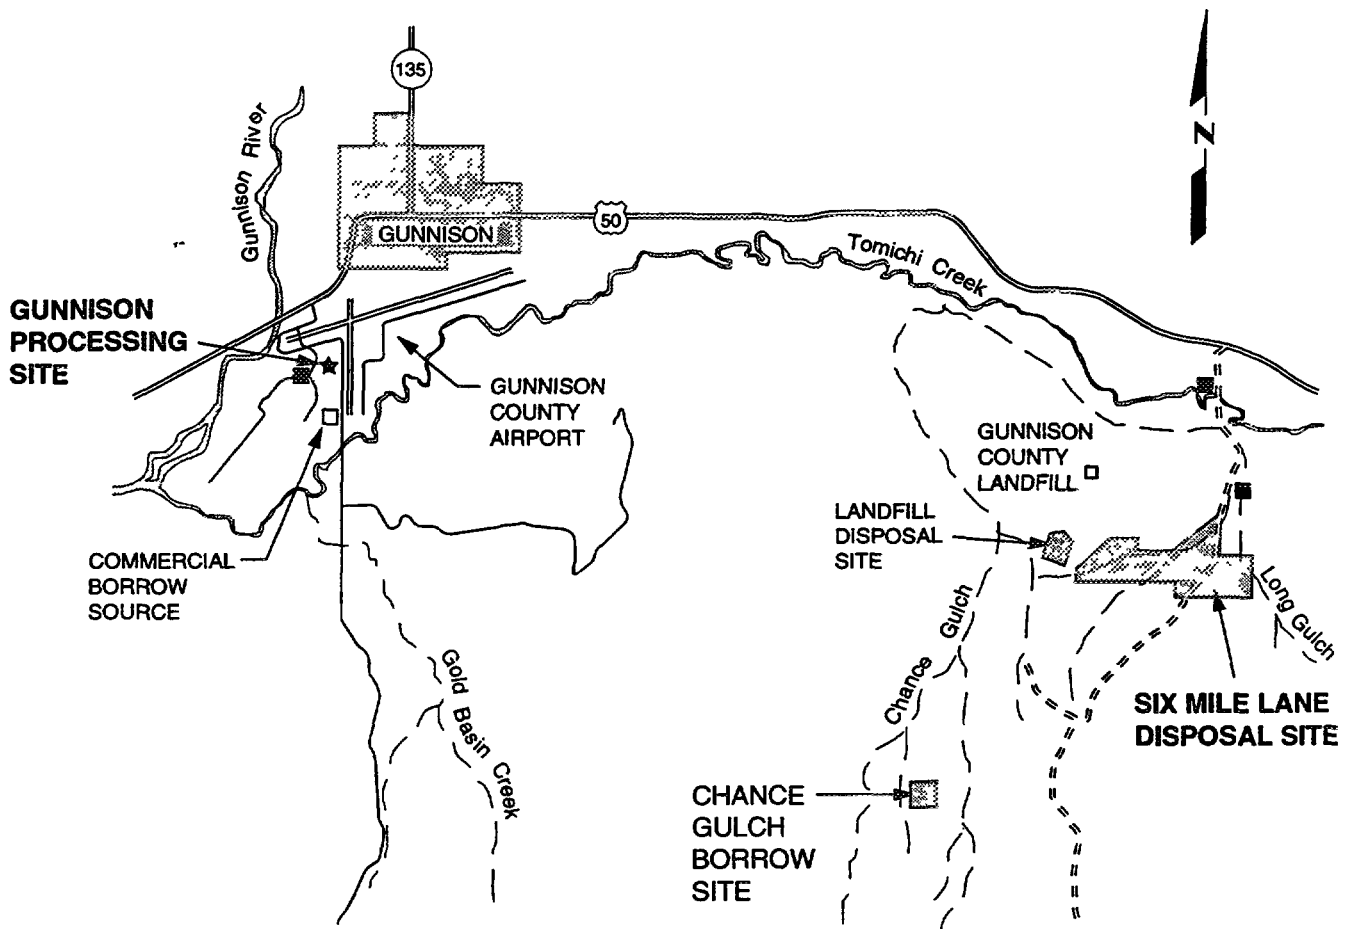 135
Gunnison River
N
50
GUNNISON
Tomichi Creek
GUNNISON
PROCESSING
SITE
GUNNISON
COUNTY
AIRPORT
GUNNISON
COUNTY
LANDFILL
LANDFILL
DISPOSAL
SITE
COMMERCIAL
BORROW
SOURCE
Chance Gulch
Long Gulch
Gold Basin Creek
SIX MILE LANE
DISPOSAL SITE
CHANCE
GULCH
BORROW
SITE